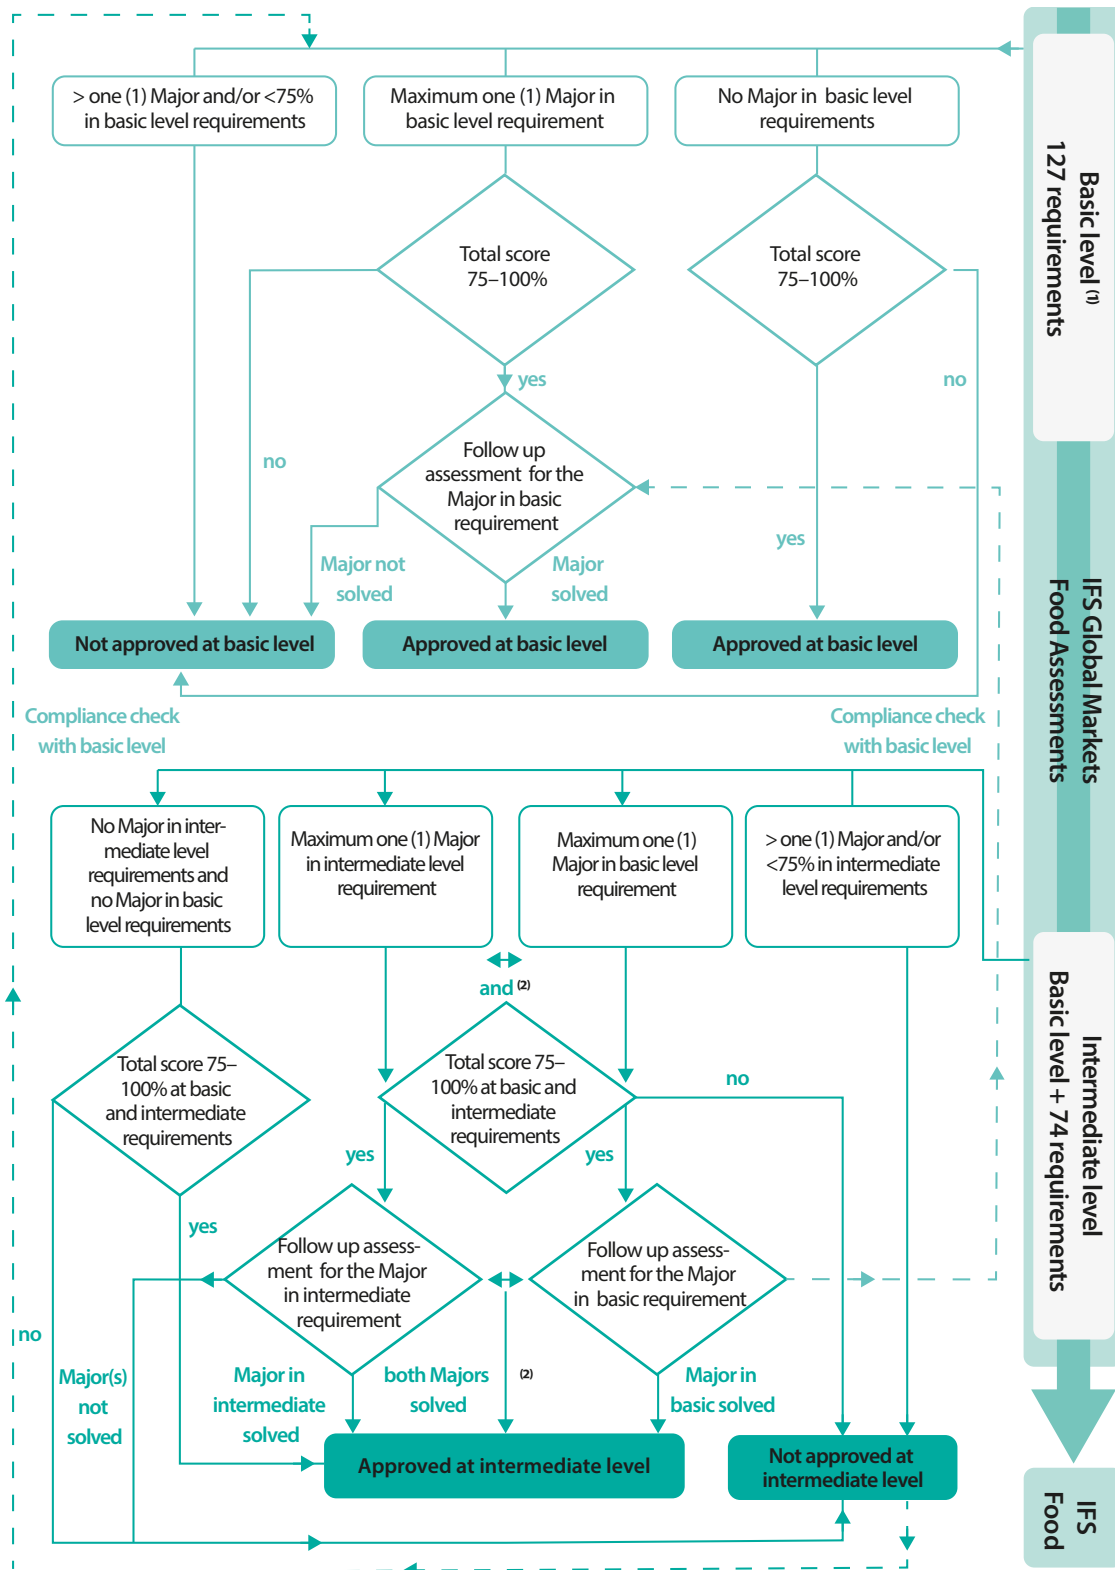 > one (1) Major and/or <75%
in basic level requirements
Maximum one (1) Major in
basic level requirement
No Major in basic level
requirements
Total score
75–100%
Total score
75–100%
yes
no
Follow up
assessment for the
Major in basic
requirement
no
yes
Major not
solved
Major
solved
Not approved at basic level
Approved at basic level
Approved at basic level
Compliance check
with basic level
Compliance check
with basic level
No Major in inter-
mediate level
requirements and
no Major in basic
level requirements
Maximum one (1) Major
in intermediate level
requirement
Maximum one (1)
Major in basic level
requirement
> one (1) Major and/or
<75% in intermediate
level requirements
and (2)
Total score 75–
100% at basic
and intermediate
requirements
Total score 75–
100% at basic and
intermediate
requirements
no
yes
yes
yes
Follow up assess-
ment for the Major
in intermediate
requirement
Follow up assess-
ment for the Major
in basic requirement
no
Major(s)
not
solved
Major in
intermediate
solved
both Majors
solved
(2)
Major in
basic solved
Approved at intermediate level
Not approved at
intermediate level
Basic level (1)
127 requirements
IFS Global Markets
Food Assessments
Intermediate level
Basic level + 74 requirements
IFS
Food